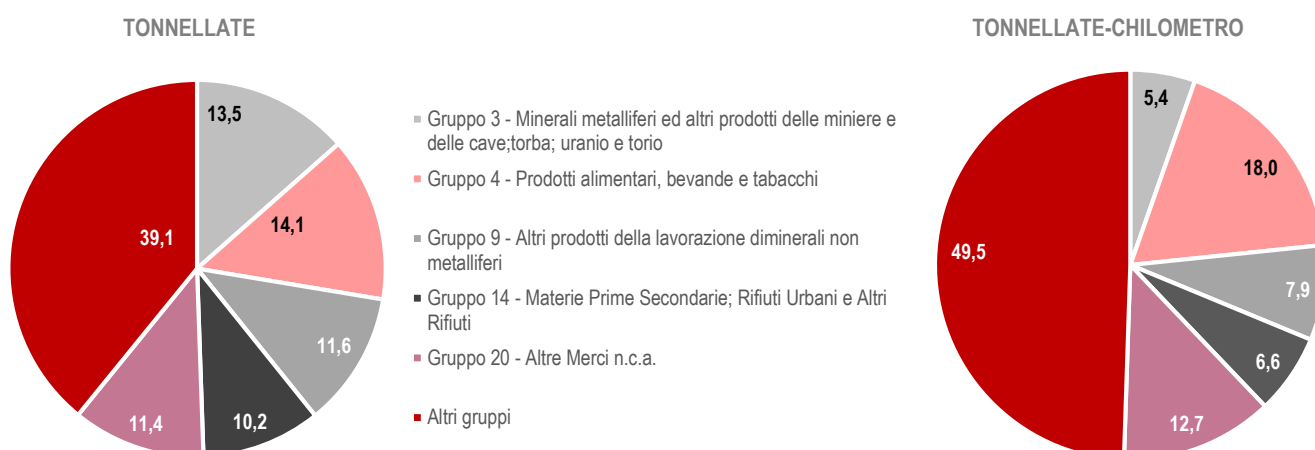 TONNELLATE
13,5
14,1
39,1
11,6
10,2
11,4
Gruppo 3 - Minerali metalliferi ed altri prodotti delle miniere e
delle cave;torba; uranio e torio
Gruppo 4 - Prodotti alimentari, bevande e tabacchi
Gruppo 9 - Altri prodotti della lavorazione diminerali non
metalliferi
Gruppo 14 - Materie Prime Secondarie; Rifiuti Urbani e Altri
Rifiuti
Gruppo 20 - Altre Merci n.c.a.
Altri gruppi
TONNELLATE-CHILOMETRO
5,4
18,0
49,5
7,9
6,6
12,7